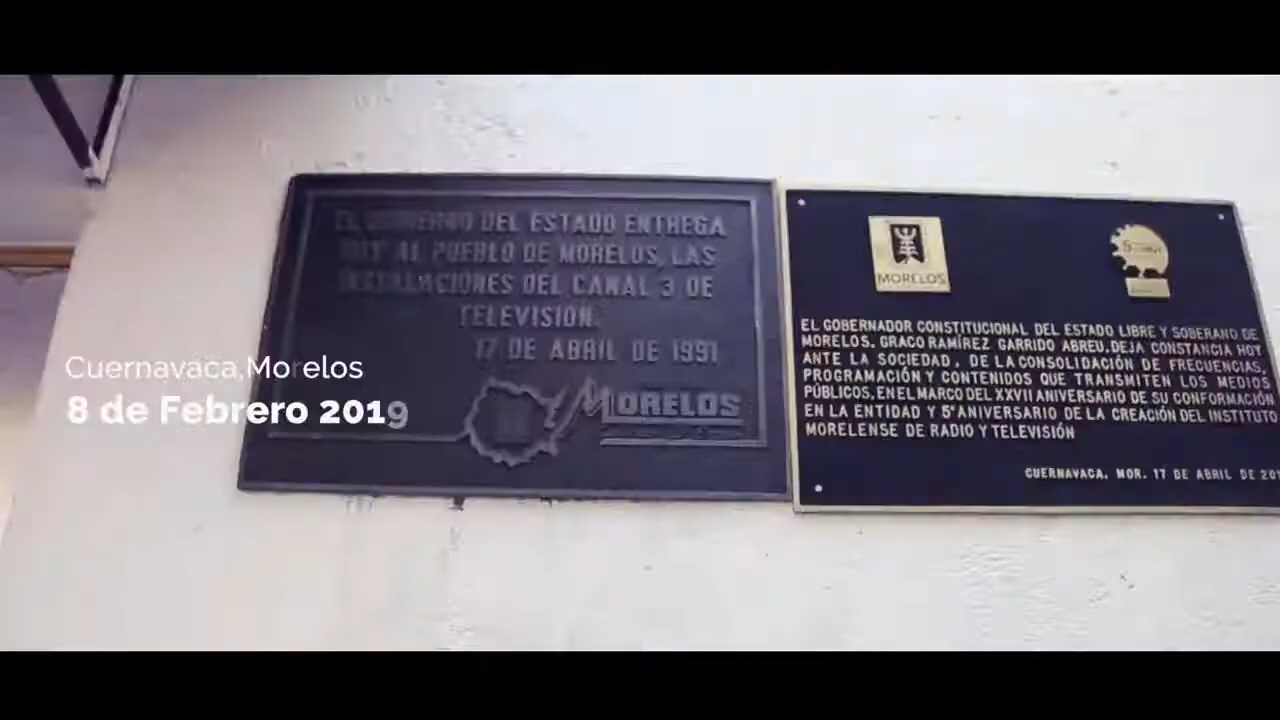 EL GOBIERNO DEL ESTADO ENTREGA
HOY AL PUEBLO DE MORELOS, LAS
INSTALACIONES DEL CANAL 3 DE
TELEVISION.
17 DE ABRIL DE 1991
MORELOS
Cuernavaca,Morelos
8 de Febrero 2019
MORELOS
5
EL GOBERNADOR CONSTITUCIONAL DEL ESTADO LIBRE Y SOBERANO DE
MORELOS, GRACO RAMÍREZ GARRIDO ABREU, DEJA CONSTANCIA HOY
ANTE LA SOCIEDAD, DE LA CONSOLIDACIÓN DE FRECUENCIAS,
PROGRAMACIÓN Y CONTENIDOS QUE TRANSMITEN LOS MEDIOS
PÚBLICOS, EN EL MARCO DEL XXVII ANIVERSARIO DE SU CONFORMACIÓN
EN LA ENTIDAD Y 5º ANIVERSARIO DE LA CREACIÓN DEL INSTITUTO
MORELENSE DE RADIO Y TELEVISIÓN
CUERNAVACA, MOR. 17 DE ABRIL DE 201